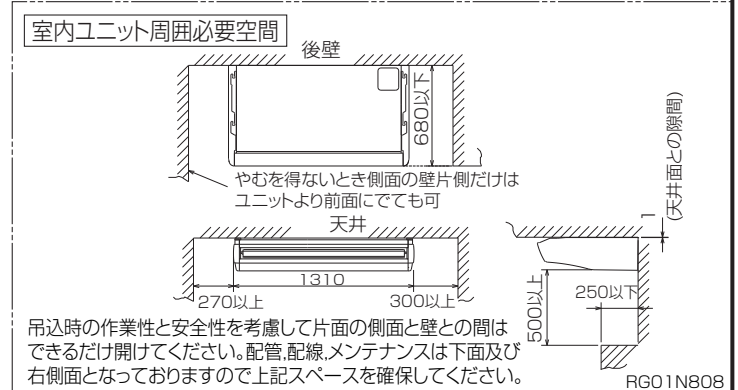 室内ユニット周囲必要空間
後壁
680以下
やむを得ないとき側面の壁片側だけは
ユニットより前面にでても可
天井
1310
270以上
300以上
1
(天井面との隙間)
500以上
250以下
吊込時の作業性と安全性を考慮して片面の側面と壁との間は
できるだけ開けてください。配管,配線,メンテナンスは下面及び
右側面となっておりますので上記スペースを確保してください。
RG01N808